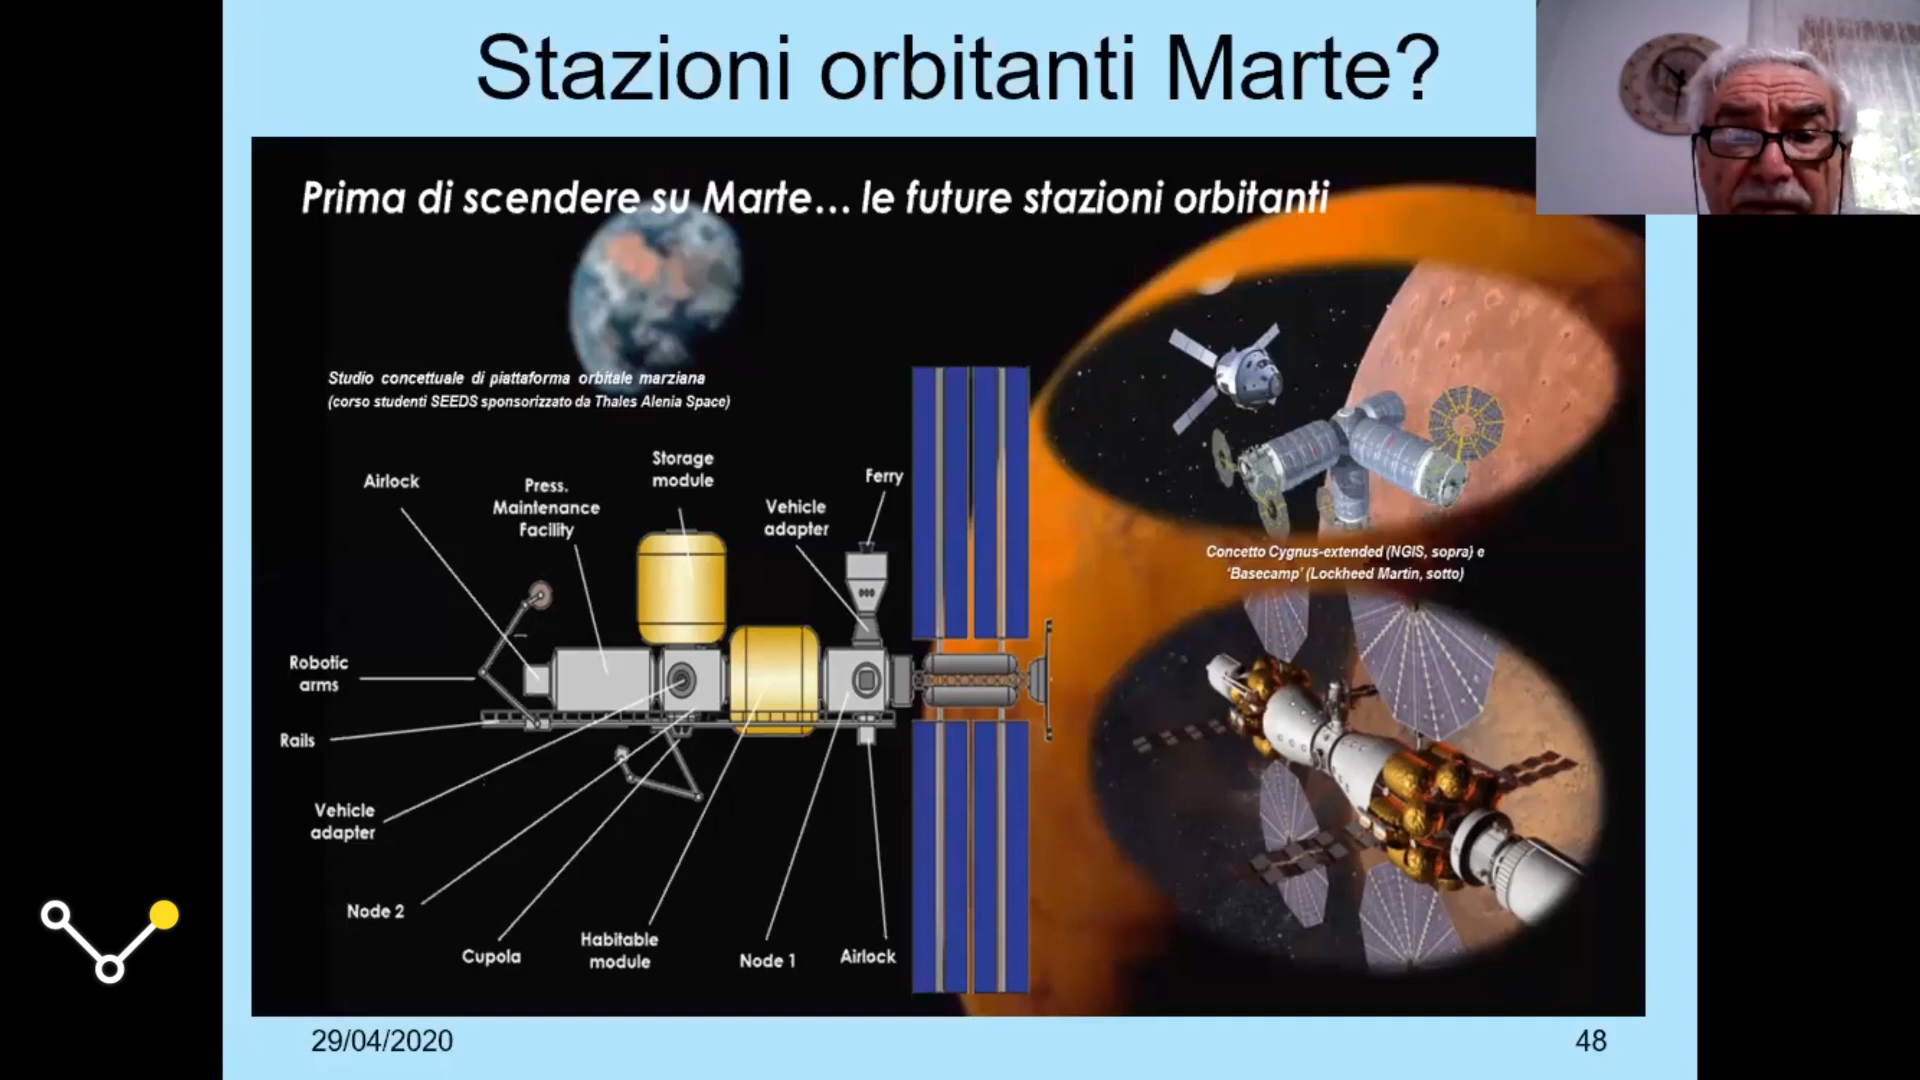 Stazioni orbitanti Marte?
Prima di scendere su Marte... le future stazioni orbitanti
Studio concettuale di piattaforma orbitale marziana
(corso studenti SEEDS sponsorizzato da Thales Alenia Space)
Airlock
Press.
Maintenance
Facility
Storage
module
Vehicle
adapter
Ferry
Concetto Cygnus-extended (NGIS, sopra) e
'Basecamp' (Lockheed Martin, sotto)
Robotic
arms
Rails
Vehicle
adapter
Node 2
Cupola
Habitable
module
Node 1
Airlock
29/04/2020
48